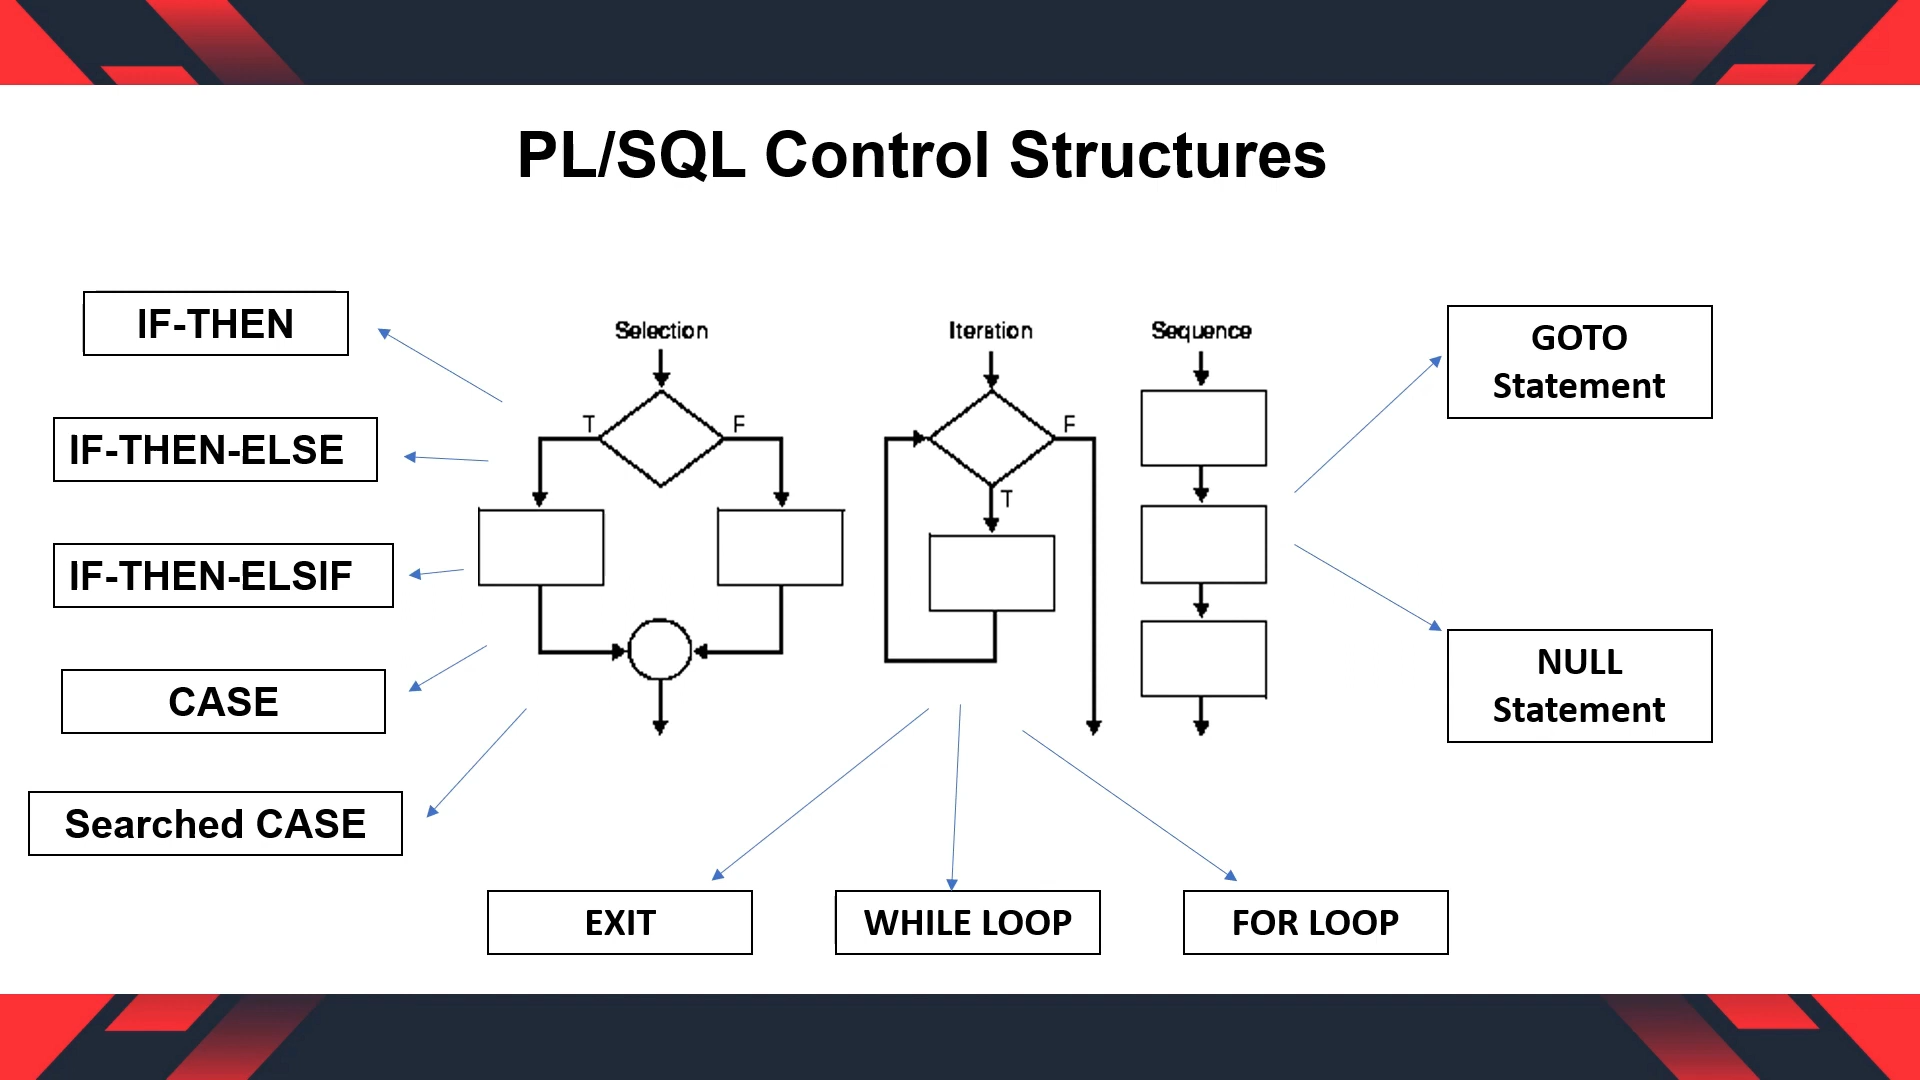 PL/SQL Control Structures
IF-THEN
IF-THEN-ELSE
IF-THEN-ELSIF
CASE
Searched CASE
Selection
T
F
Iteration
F
T
Sequence
GOTO
Statement
NULL
Statement
EXIT
WHILE LOOP
FOR LOOP